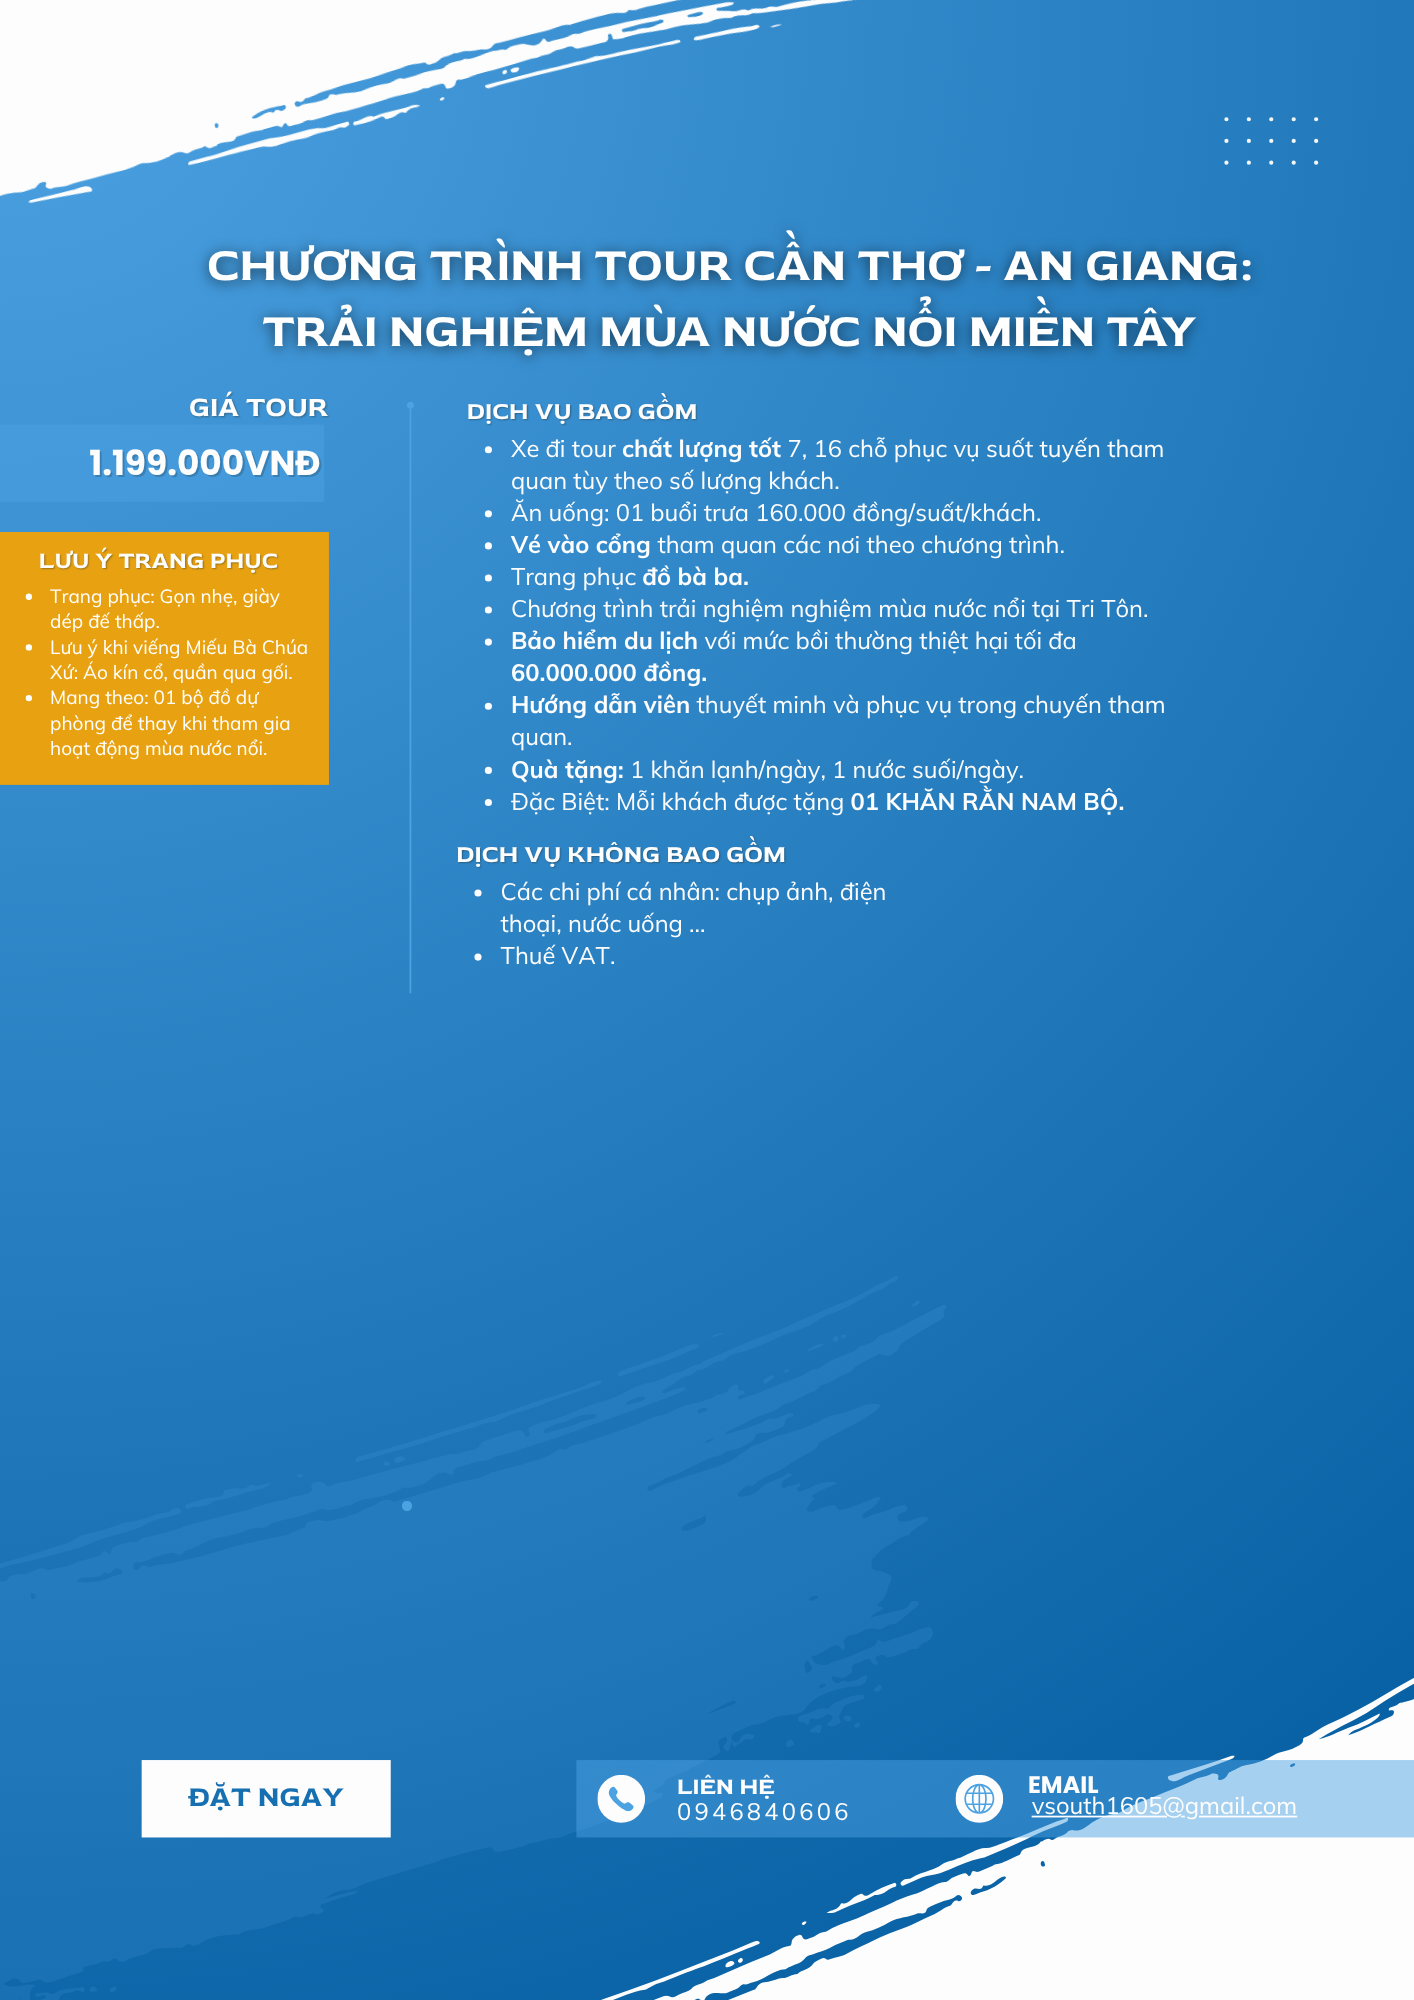 CHƯƠNG TRÌNH TOUR CẦN THƠ - AN GIANG:
TRẢI NGHIỆM MÙA NƯỚC NỔI MIỀN TÂY
GIÁ TOUR
1.199.000VNĐ
LƯU Ý TRANG PHỤC
Trang phục: Gọn nhẹ, giày
dép đế thấp.
Lưu ý khi viếng Miếu Bà Chúa
Xứ: Áo kín cổ, quần qua gối.
Mang theo: 01 bộ đồ dự
phòng để thay khi tham gia
hoạt động mùa nước nổi.
DỊCH VỤ BAO GỒM
Xe đi tour chất lượng tốt 7, 16 chỗ phục vụ suốt tuyến tham
quan tùy theo số lượng khách.
Ăn uống: 01 buổi trưa 160.000 đồng/suất/khách.
Vé vào cổng tham quan các nơi theo chương trình.
Trang phục đồ bà ba.
Chương trình trải nghiệm nghiệm mùa nước nổi tại Tri Tôn.
Bảo hiểm du lịch với mức bồi thường thiệt hại tối đa
60.000.000 đồng.
Hướng dẫn viên thuyết minh và phục vụ trong chuyến tham
quan.
Quà tặng: 1 khăn lạnh/ngày, 1 nước suối/ngày.
Đặc Biệt: Mỗi khách được tặng 01 KHĂN RẰN NAM BỘ.
DỊCH VỤ KHÔNG BAO GỒM
Các chi phí cá nhân: chụp ảnh, điện
thoại, nước uống ...
Thuế VAT.
ĐẶT NGAY
LIÊN HỆ
0946840606
EMAIL
vsouth1605@gmail.com